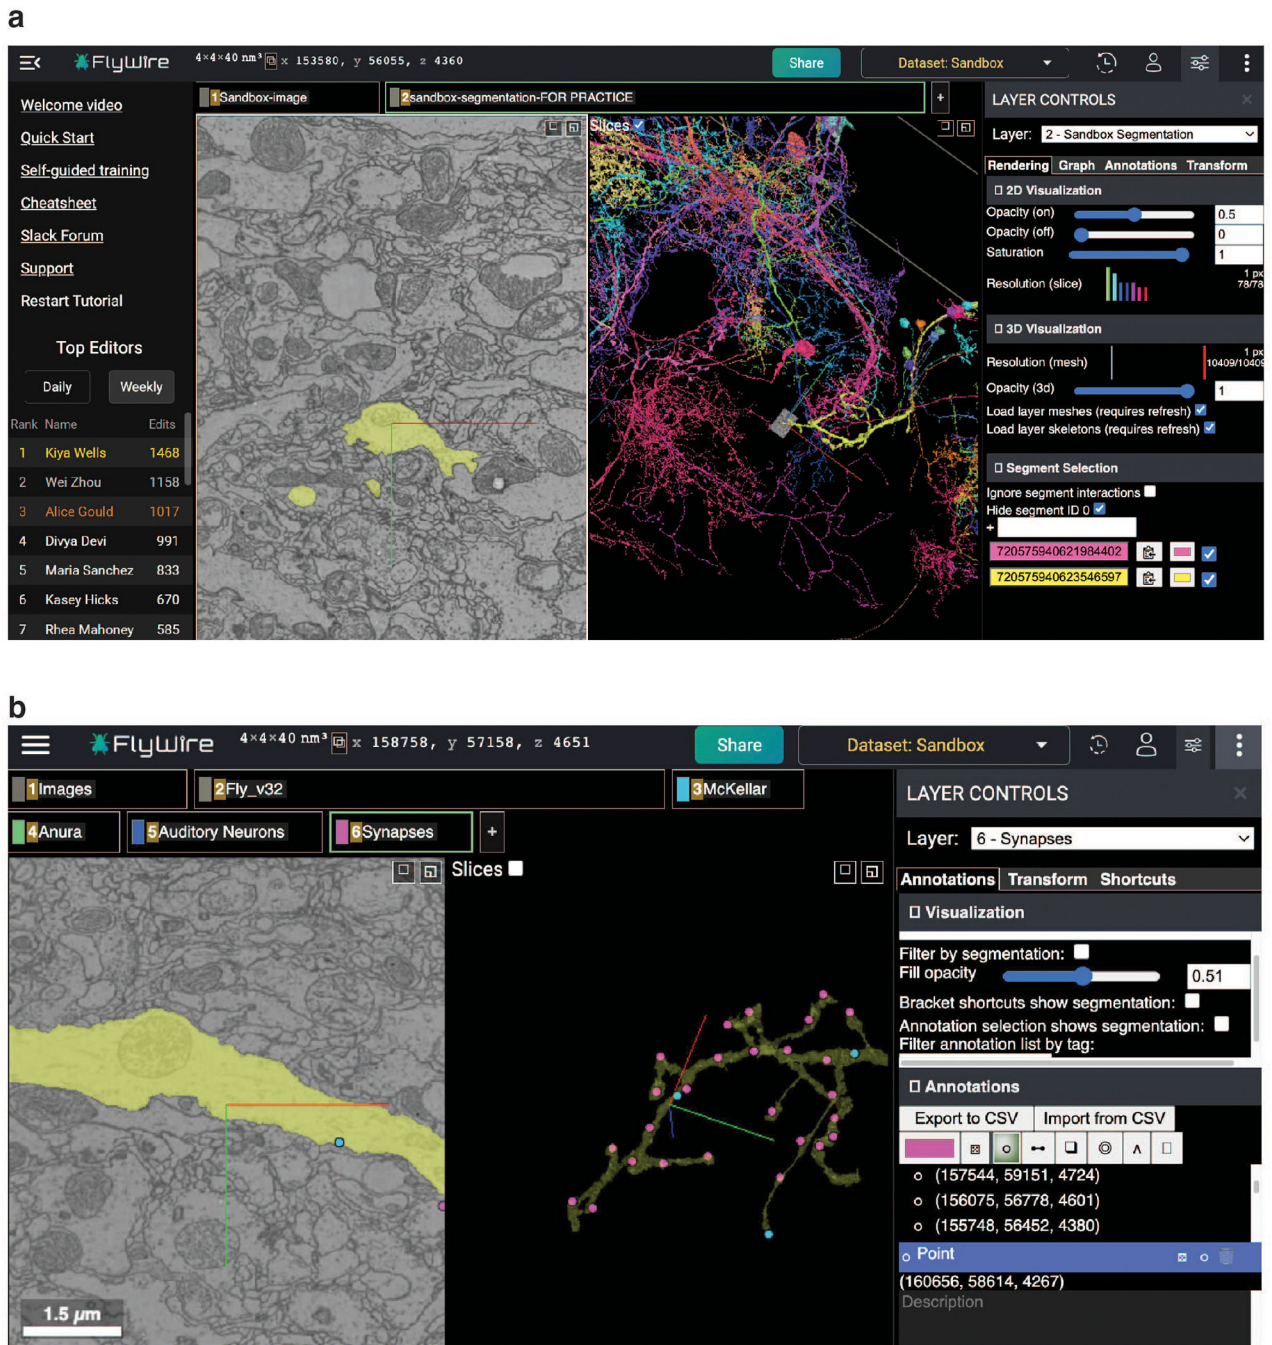 a
FlyWire 4×4×40 nm³ x 153580, y 56055, z 4360 Share Dataset: Sandbox
1Sandbox-image 2sandbox-segmentation-FOR PRACTICE +
Welcome video
Quick Start
Self-guided training
Cheatsheet
Slack Forum
Support
Restart Tutorial
Top Editors
Daily Weekly
Rank Name Edits
1 Kiya Wells 1468
2 Wei Zhou 1158
3 Alice Gould 1017
4 Divya Devi 991
5 Maria Sanchez 833
6 Kasey Hicks 670
7 Rhea Mahoney 585
Slices
LAYER CONTROLS ×
Layer: 2 - Sandbox Segmentation
Rendering Graph Annotations Transform
2D Visualization
Opacity (on) 0.5
Opacity (off) 0
Saturation 1
Resolution (slice) 1 px
78/78
3D Visualization
Resolution (mesh) 1 px
10409/10409
Opacity (3d) 1
Load layer meshes (requires refresh)
Load layer skeletons (requires refresh)
Segment Selection
Ignore segment interactions
Hide segment ID 0
+
720575940621984402
720575940623546597
b
FlyWire 4×4×40 nm³ x 158758, y 57158, z 4651 Share Dataset: Sandbox
1Images 2Fly_v32 3McKellar
4Anura 5Auditory Neurons 6Synapses +
Slices
1.5 µm
LAYER CONTROLS ×
Layer: 6 - Synapses
Annotations Transform Shortcuts
Visualization
Filter by segmentation:
Fill opacity 0.51
Bracket shortcuts show segmentation:
Annotation selection shows segmentation:
Filter annotation list by tag:
Annotations
Export to CSV Import from CSV
(157544, 59151, 4724)
(156075, 56778, 4601)
(155748, 56452, 4380)
Point
(160656, 58614, 4267)
Description